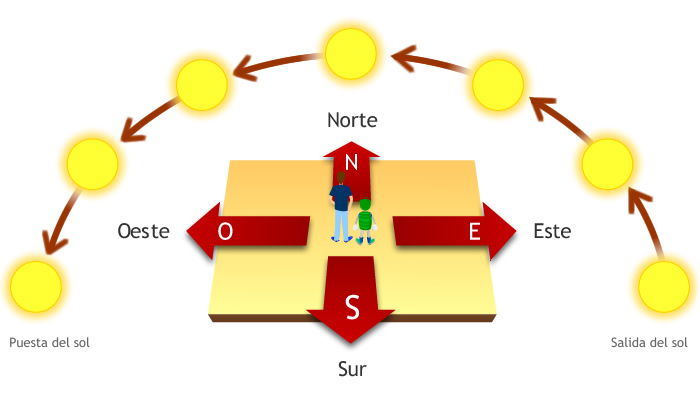 Norte
N
Oeste
O
E
Este
S
Puesta del sol
Salida del sol
Sur